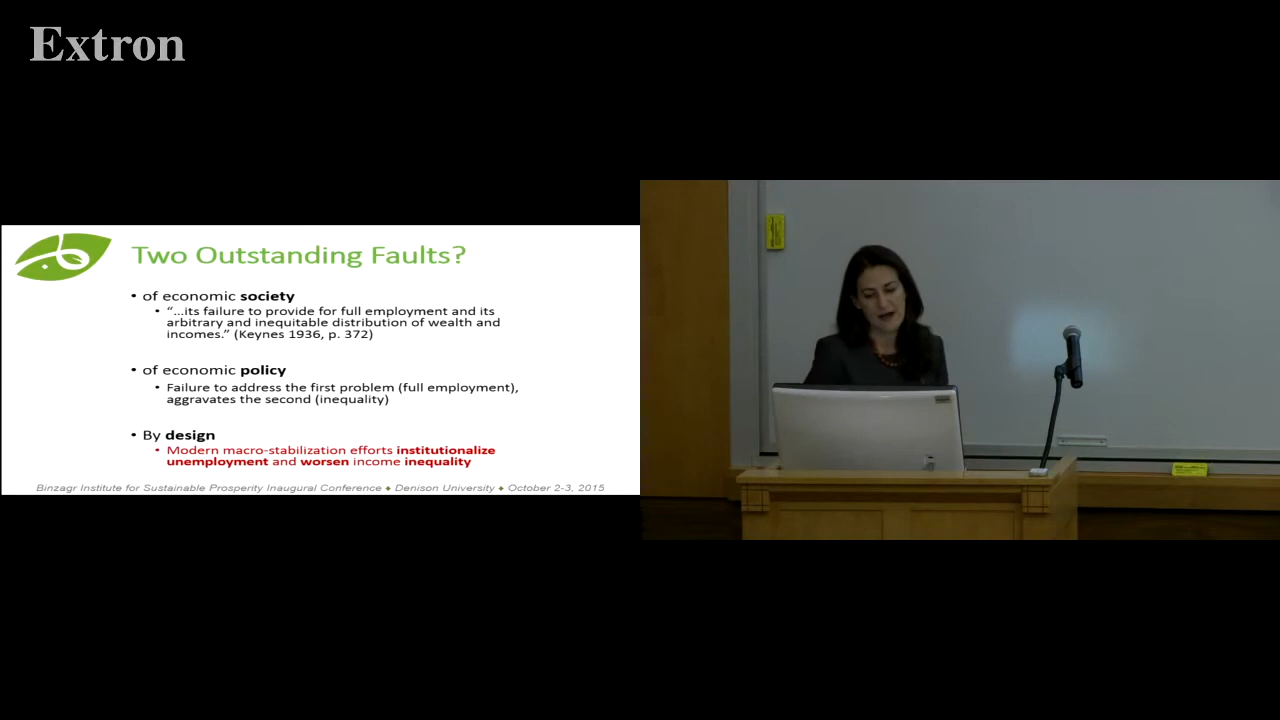 Extron
Two Outstanding Faults?
• of economic society
• “...its failure to provide for full employment and its
arbitrary and inequitable distribution of wealth and
incomes.” (Keynes 1936, p. 372)
• of economic policy
• Failure to address the first problem (full employment),
aggravates the second (inequality)
• By design
• Modern macro-stabilization efforts institutionalize
unemployment and worsen income inequality
Binzagr Institute for Sustainable Prosperity Inaugural Conference ♦ Denison University ♦ October 2-3, 2015